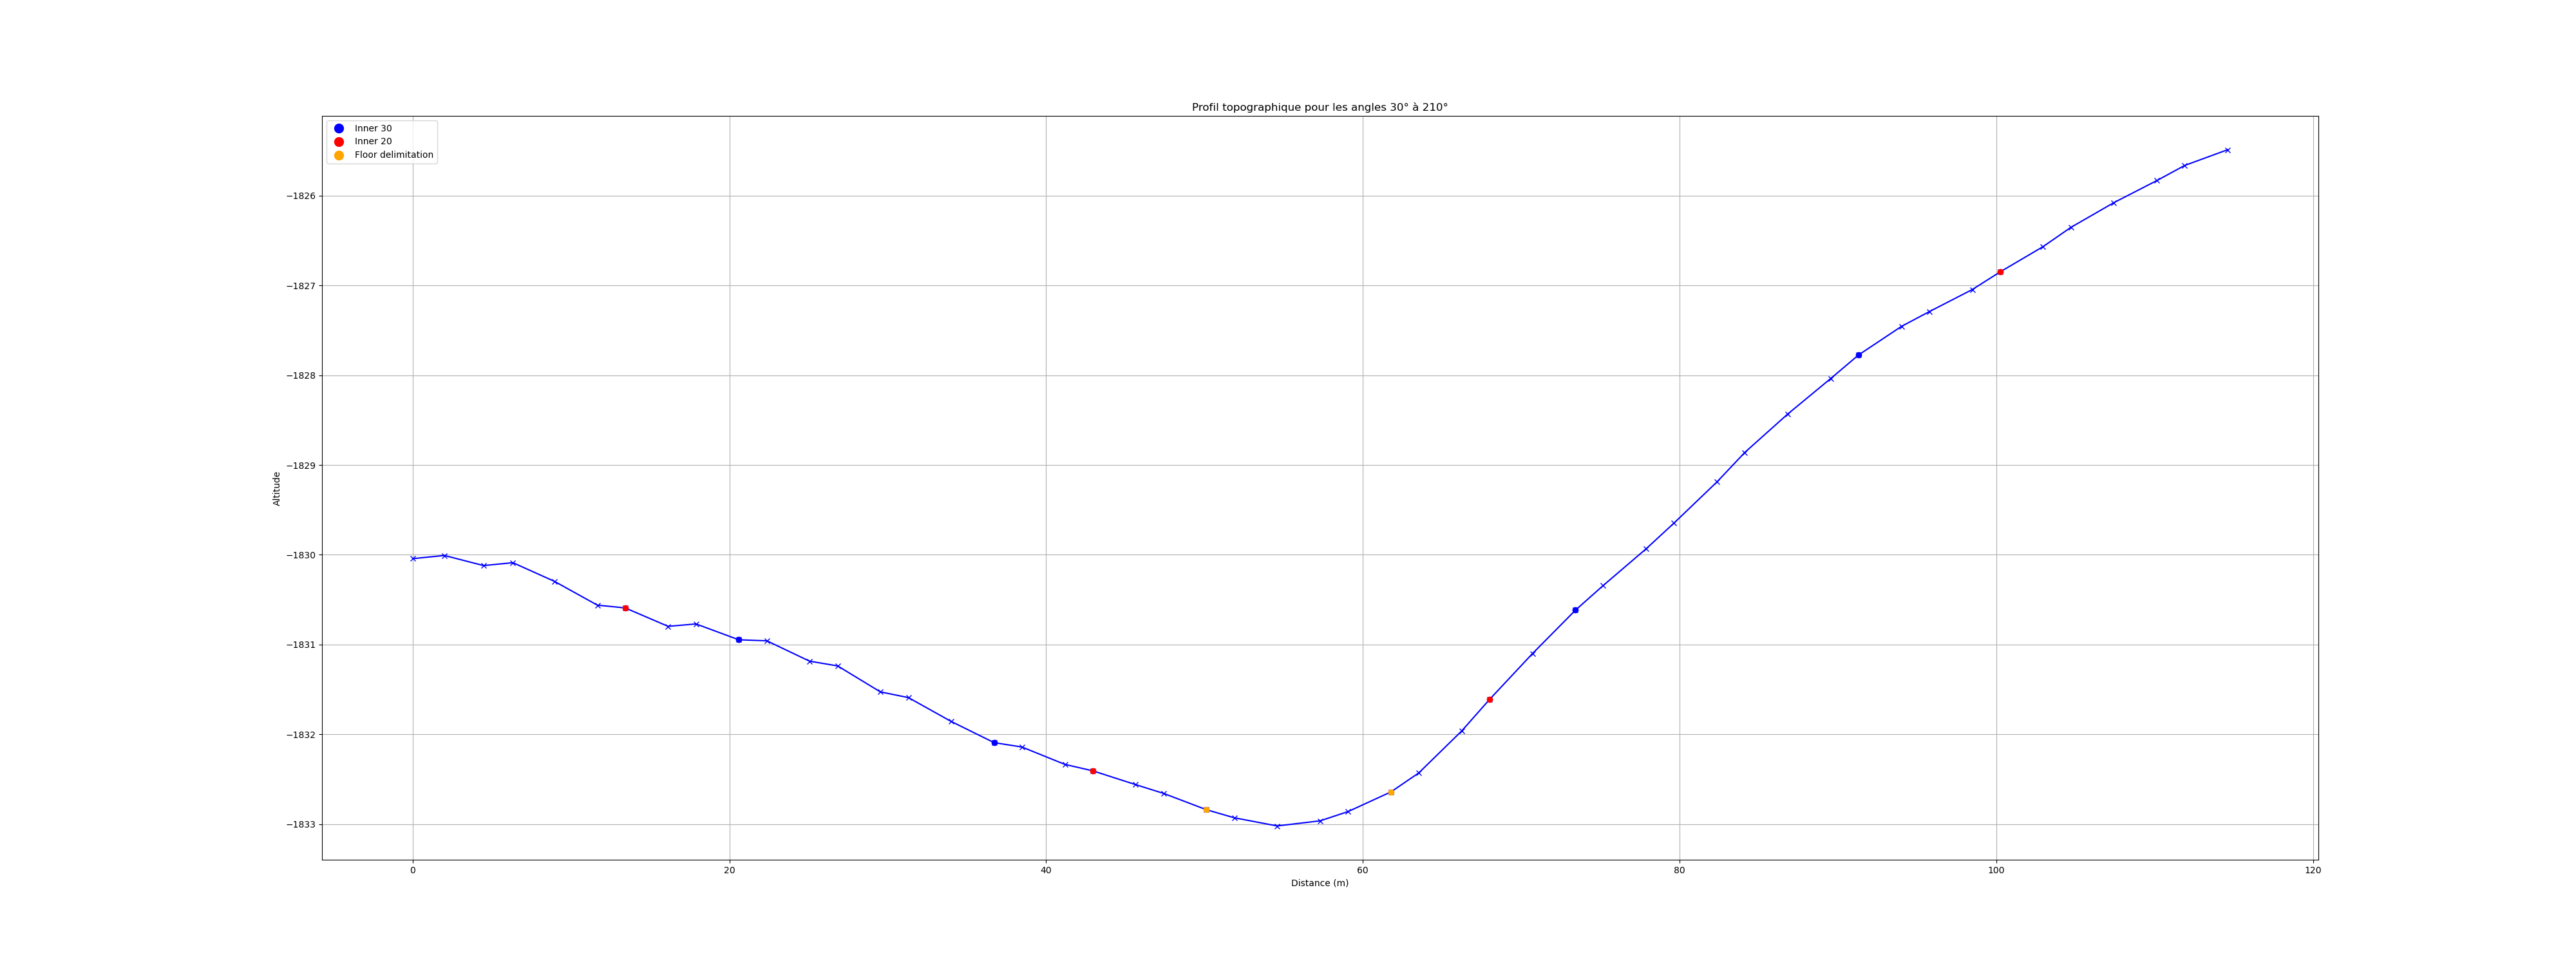 Profil topographique pour les angles 30° à 210°
Inner 30
Inner 20
Floor delimitation
−1826
−1827
−1828
−1829
−1830
−1831
−1832
−1833
Altitude
0 20 40 60 80 100 120
Distance (m)